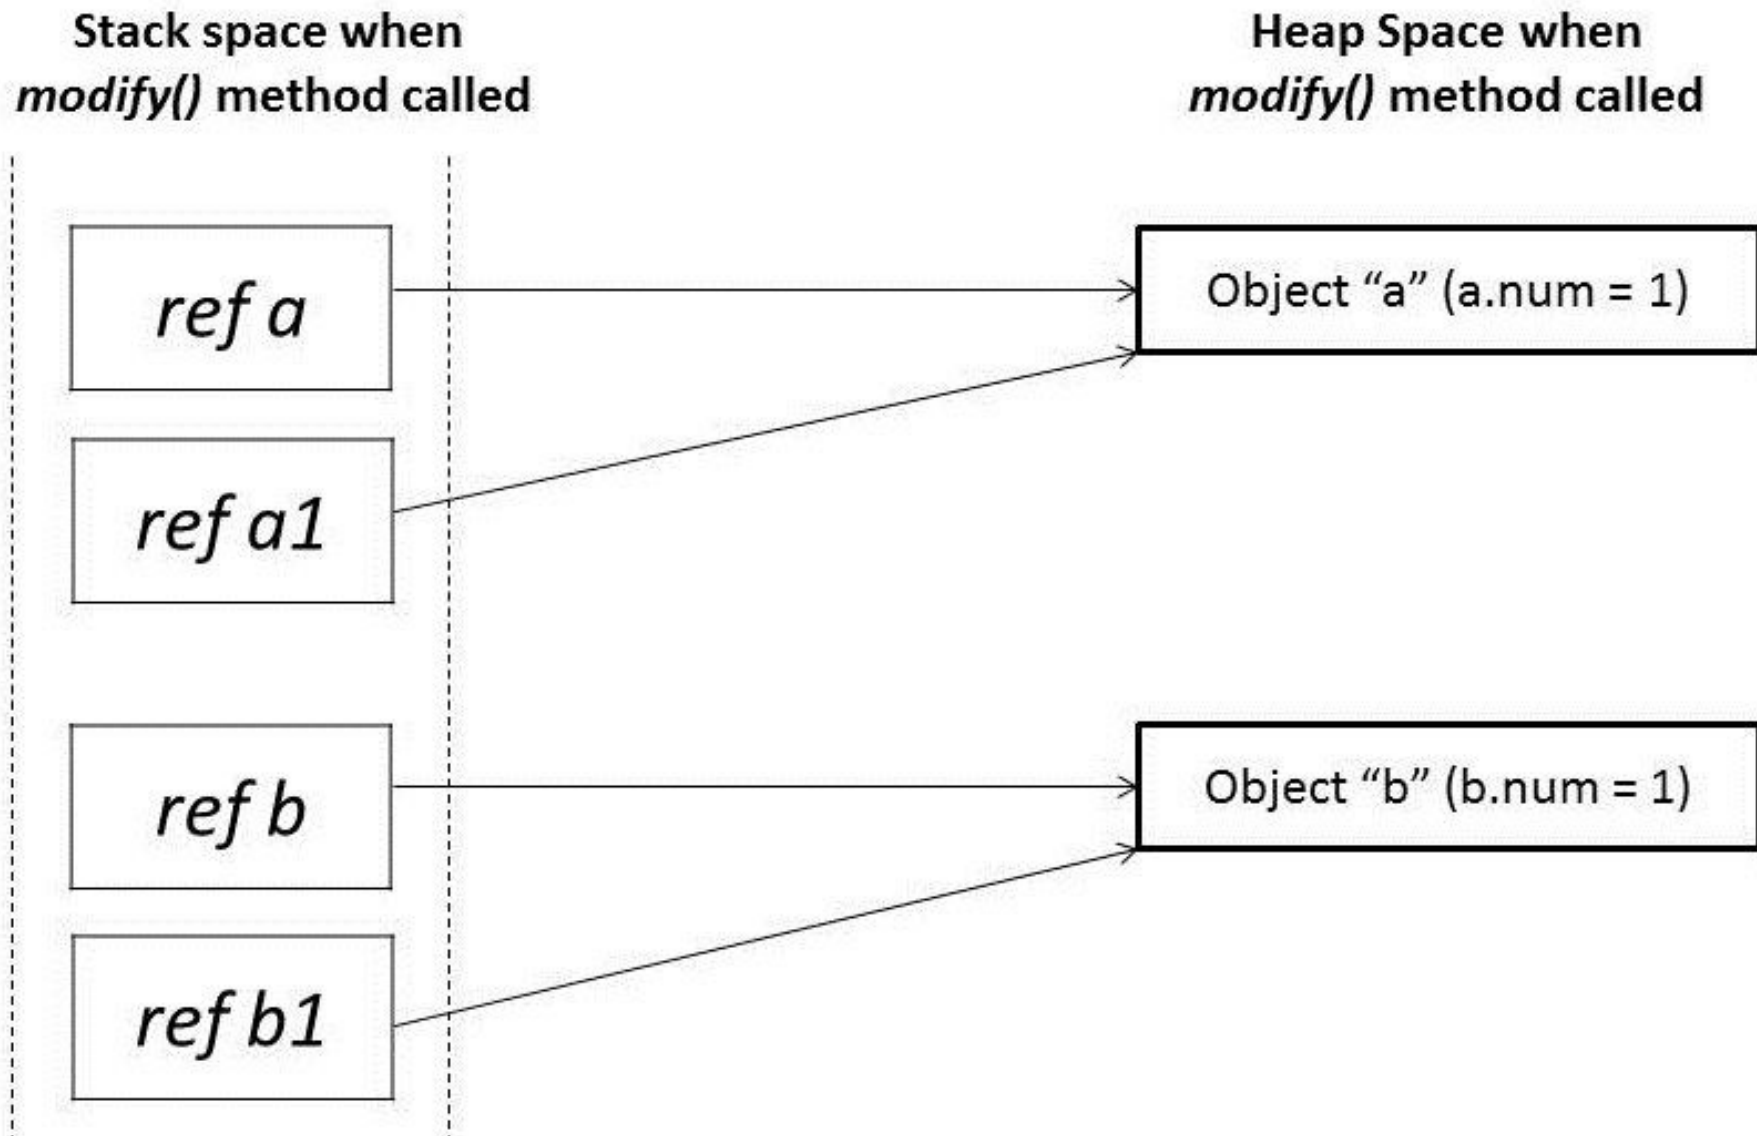 Stack space when
modify() method called
Heap Space when
modify() method called
ref a
Object “a” (a.num = 1)
ref a1
ref b
Object “b” (b.num = 1)
ref b1